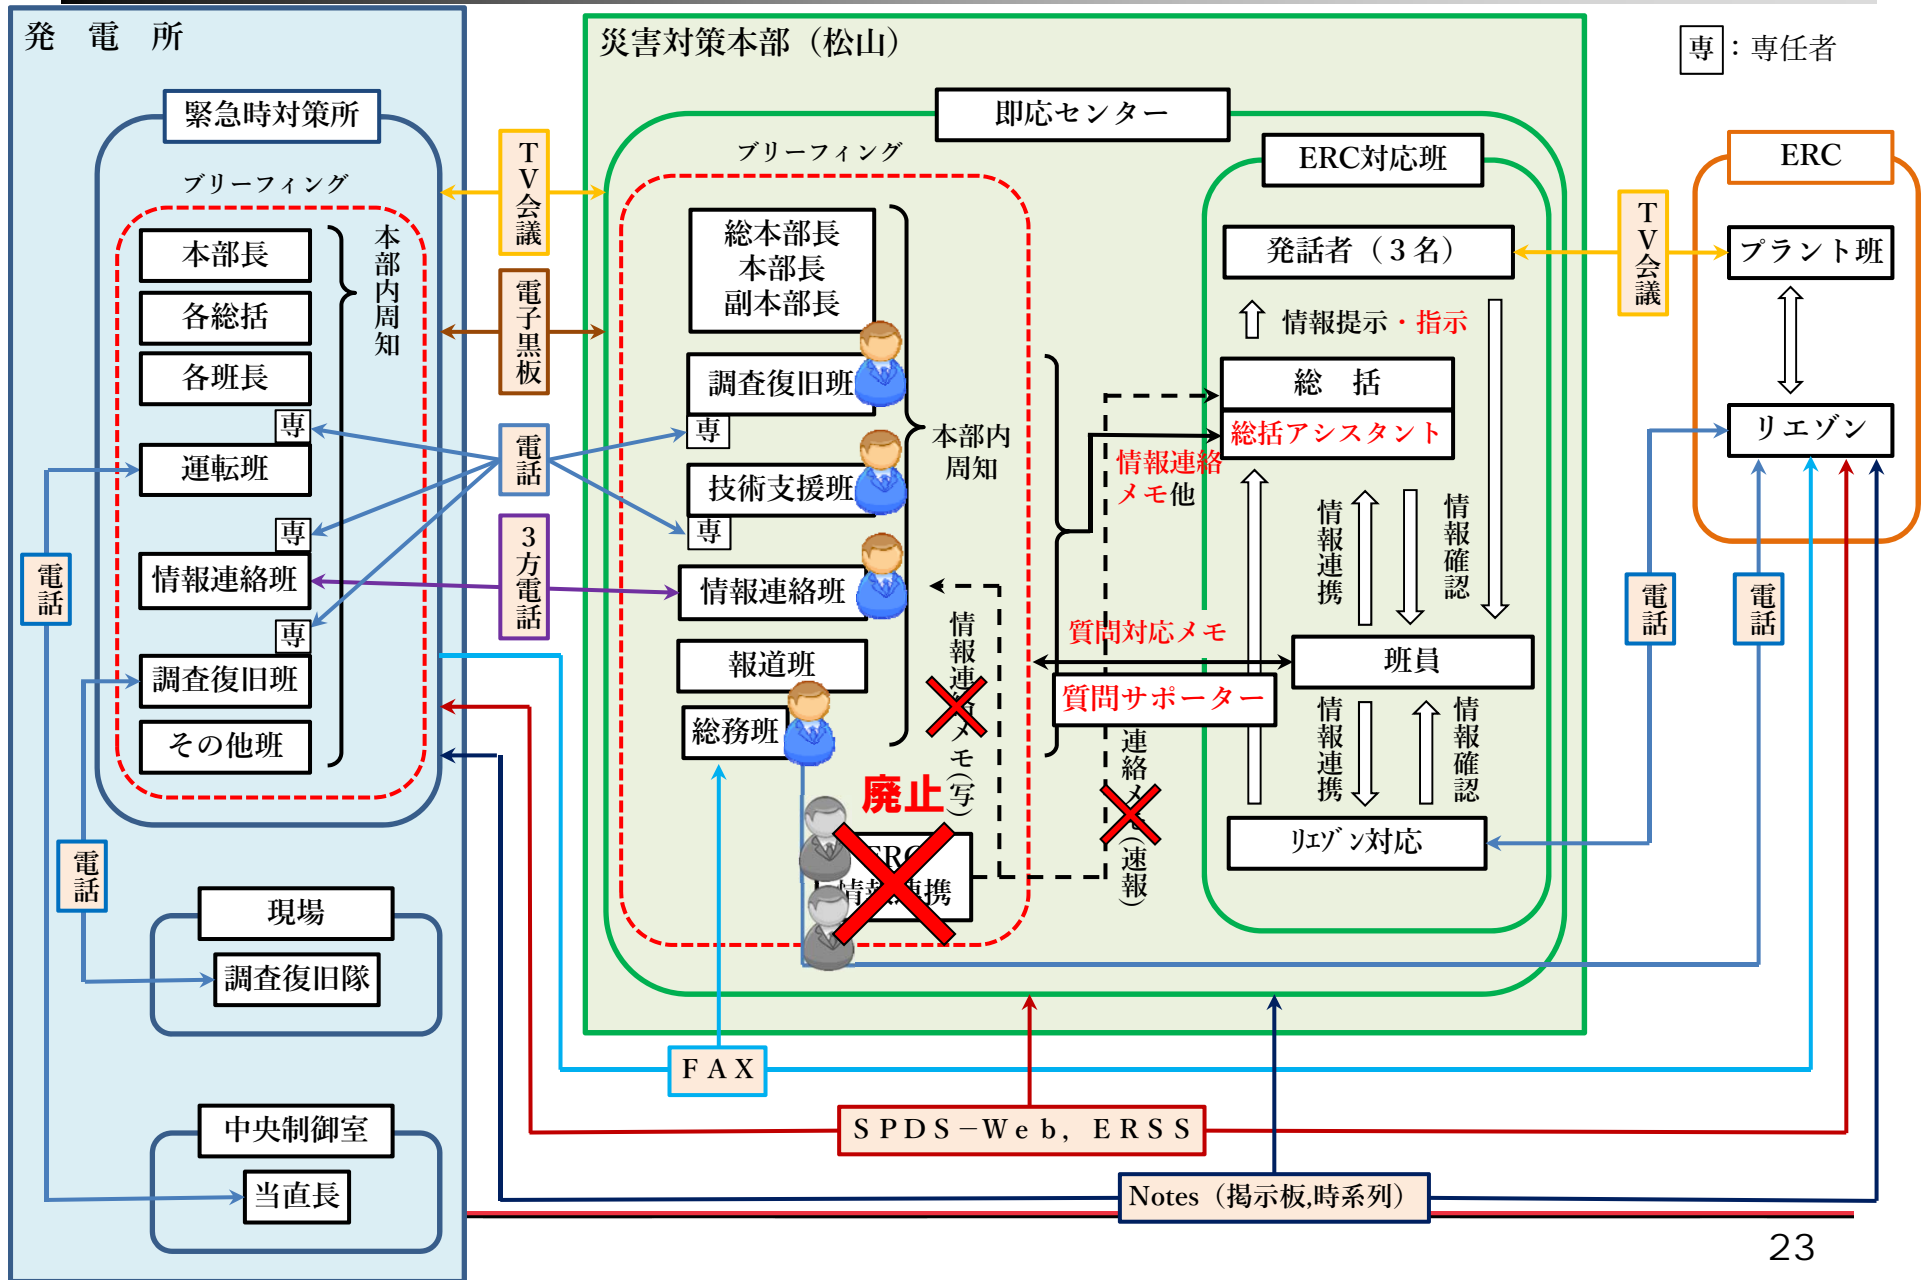 発　電　所
緊急時対策所
ブリーフィング
本部長
各総括
各班長
専
運転班
専
情報連絡班
専
調査復旧班
その他班
本部内周知
電話
電話
現場
調査復旧隊
中央制御室
当直長
TV会議
電子黒板
電話
3方電話
災害対策本部（松山）
即応センター
ブリーフィング
総本部長
本部長
副本部長
調査復旧班
専
技術支援班
専
情報連絡班
報道班
総務班
本部内
周知
情報連絡メモ(写)
廃止
ERC
情報連携
ERC対応班
発話者（３名）
情報提示・指示
総　括
総括アシスタント
情報連絡
メモ他
情報連携
情報確認
質問対応メモ
班員
質問サポーター
連絡メモ(速報)
情報連携
情報確認
リエゾン対応
専：専任者
TV会議
ERC
プラント班
リエゾン
電話
電話
ＦＡＸ
ＳＰＤＳ－Ｗｅｂ，ＥＲＳＳ
Notes（掲示板,時系列）
23